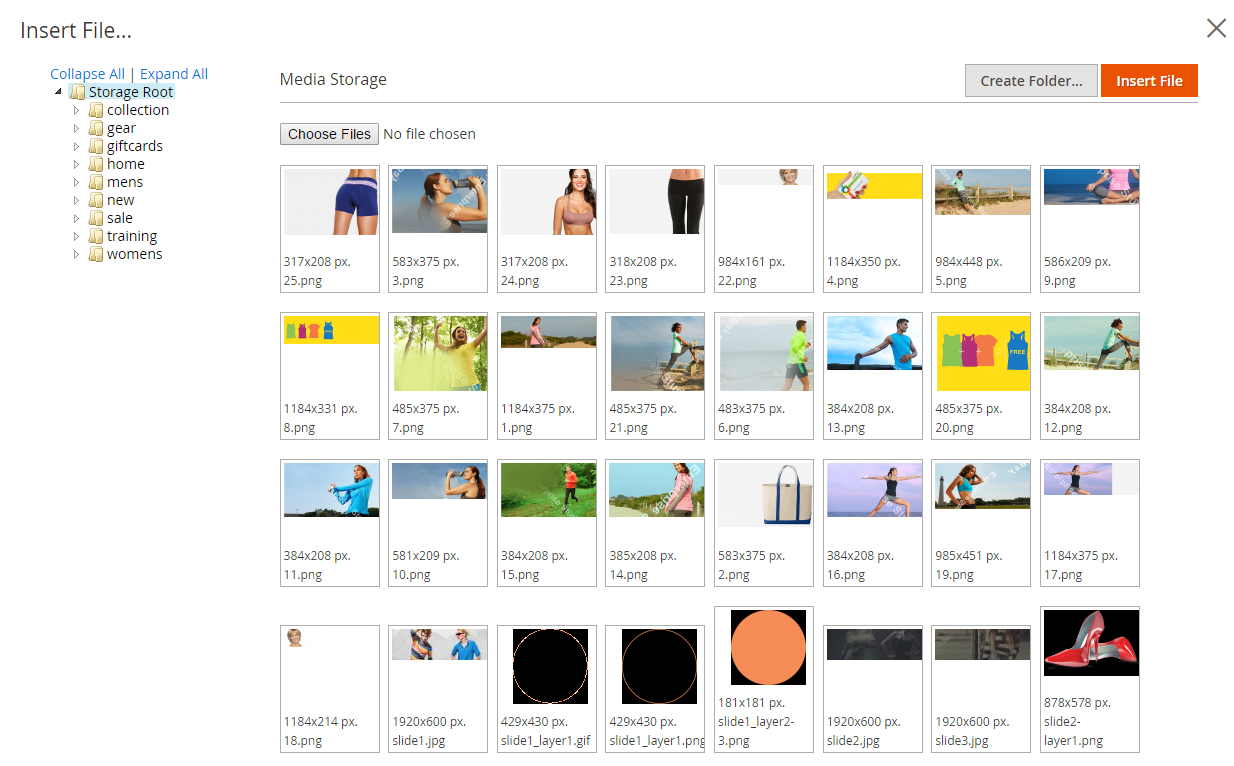 Insert File...
Collapse All | Expand All
Storage Root
collection
gear
giftcards
home
mens
new
sale
training
womens
Media Storage
Create Folder...
Insert File
Choose Files No file chosen
317x208 px.
25.png
583x375 px.
3.png
317x208 px.
24.png
318x208 px.
23.png
984x161 px.
22.png
1184x350 px.
4.png
984x448 px.
5.png
586x209 px.
9.png
1184x331 px.
8.png
485x375 px.
7.png
1184x375 px.
1.png
485x375 px.
21.png
483x375 px.
6.png
384x208 px.
13.png
FREE
485x375 px.
20.png
384x208 px.
12.png
384x208 px.
11.png
581x209 px.
10.png
384x208 px.
15.png
385x208 px.
14.png
583x375 px.
2.png
384x208 px.
16.png
985x451 px.
19.png
1184x375 px.
17.png
1184x214 px.
18.png
1920x600 px.
slide1.jpg
429x430 px.
slide1_layer1.gif
429x430 px.
slide1_layer1.png
181x181 px.
slide1_layer2-
3.png
1920x600 px.
slide2.jpg
1920x600 px.
slide3.jpg
878x578 px.
slide2-
layer1.png